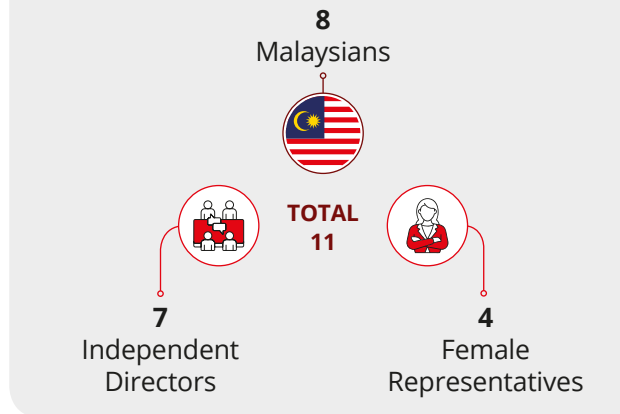 8
Malaysians
TOTAL
11
7
Independent
Directors
4
Female
Representatives